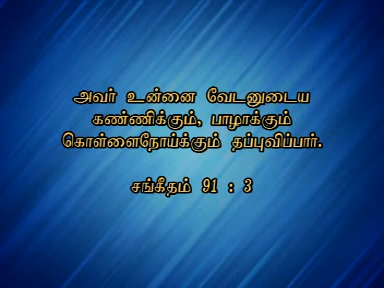 அவர் உன்னை வேடனுடைய
கண்ணிக்கும், பாழாக்கும்
கொள்ளைநோய்க்கும் தப்புவிப்பார்.
சங்கீதம் 91 : 3